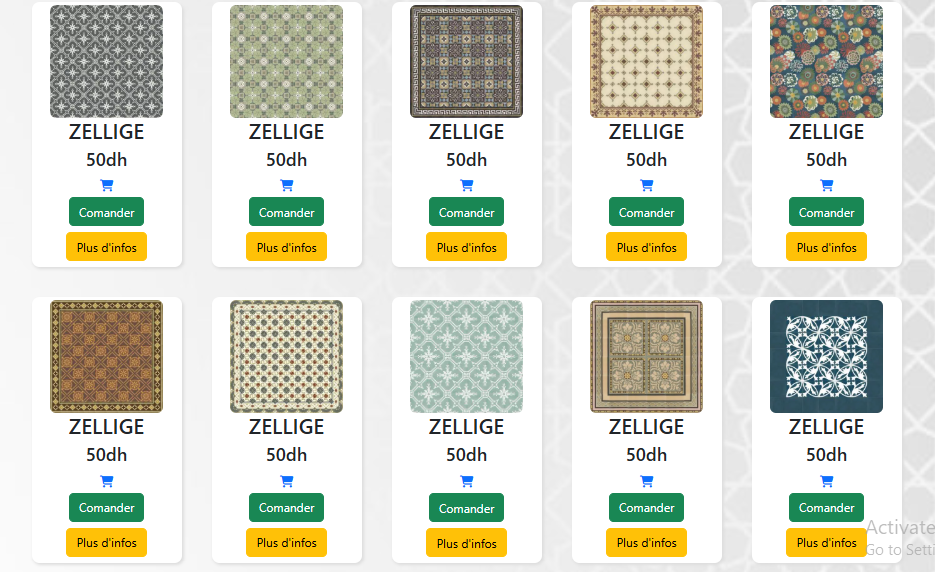 ZELLIGE ZELLIGE ZELLIGE ZELLIGE ZELLIGE
50dh 50dh 50dh 50dh 50dh
Comander Comander Comander Comander Comander
Plus d'infos Plus d'infos Plus d'infos Plus d'infos Plus d'infos
ZELLIGE ZELLIGE ZELLIGE ZELLIGE ZELLIGE
50dh 50dh 50dh 50dh 50dh
Comander Comander Comander Comander Comander
Activate
Plus d'infos Plus d'infos Plus d'infos Plus d'infos Plus d'infos
Go to Setti